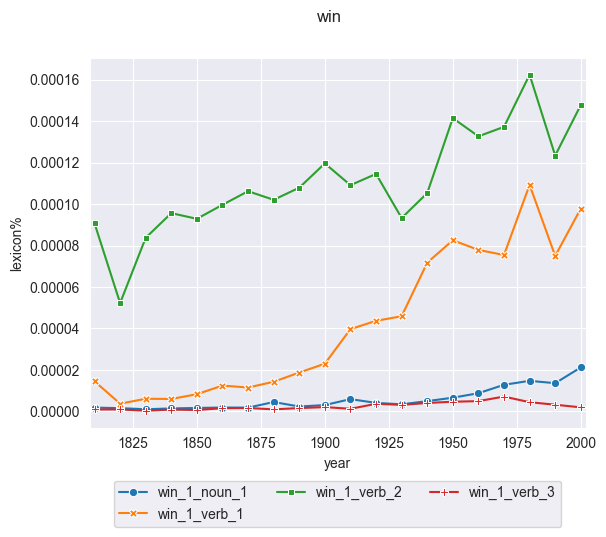 win
0.00016
0.00014
0.00012
0.00010
0.00008
0.00006
0.00004
0.00002
0.00000
lexicon%
1825 1850 1875 1900 1925 1950 1975 2000
year
win_1_noun_1 win_1_verb_2 win_1_verb_3
win_1_verb_1